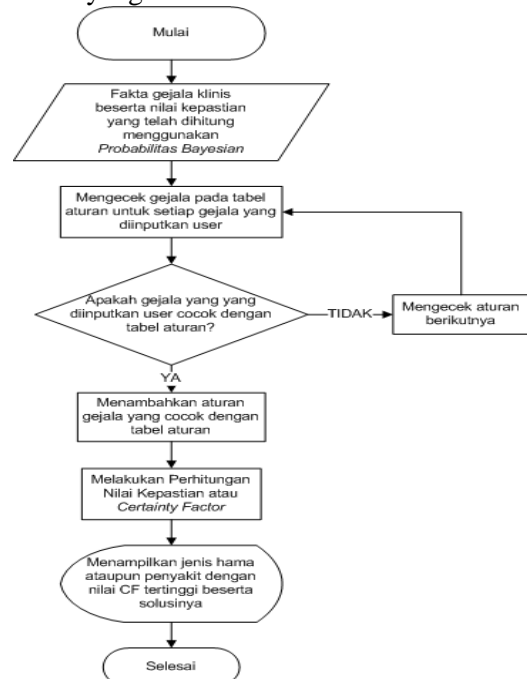 Mulai
Fakta gejala klinis
beserta nilai kepastian
yang telah dihitung
menggunakan
Probabilitas Bayesian
Mengecek gejala pada tabel
aturan untuk setiap gejala yang
diinputkan user
Apakah gejala yang yang
diinputkan user cocok dengan
tabel aturan?
TIDAK
Mengecek aturan
berikutnya
YA
Menambahkan aturan
gejala yang cocok dengan
tabel aturan
Melakukan Perhitungan
Nilai Kepastian atau
Certainty Factor
Menampilkan jenis hama
ataupun penyakit dengan
nilai CF tertinggi beserta
solusinya
Selesai